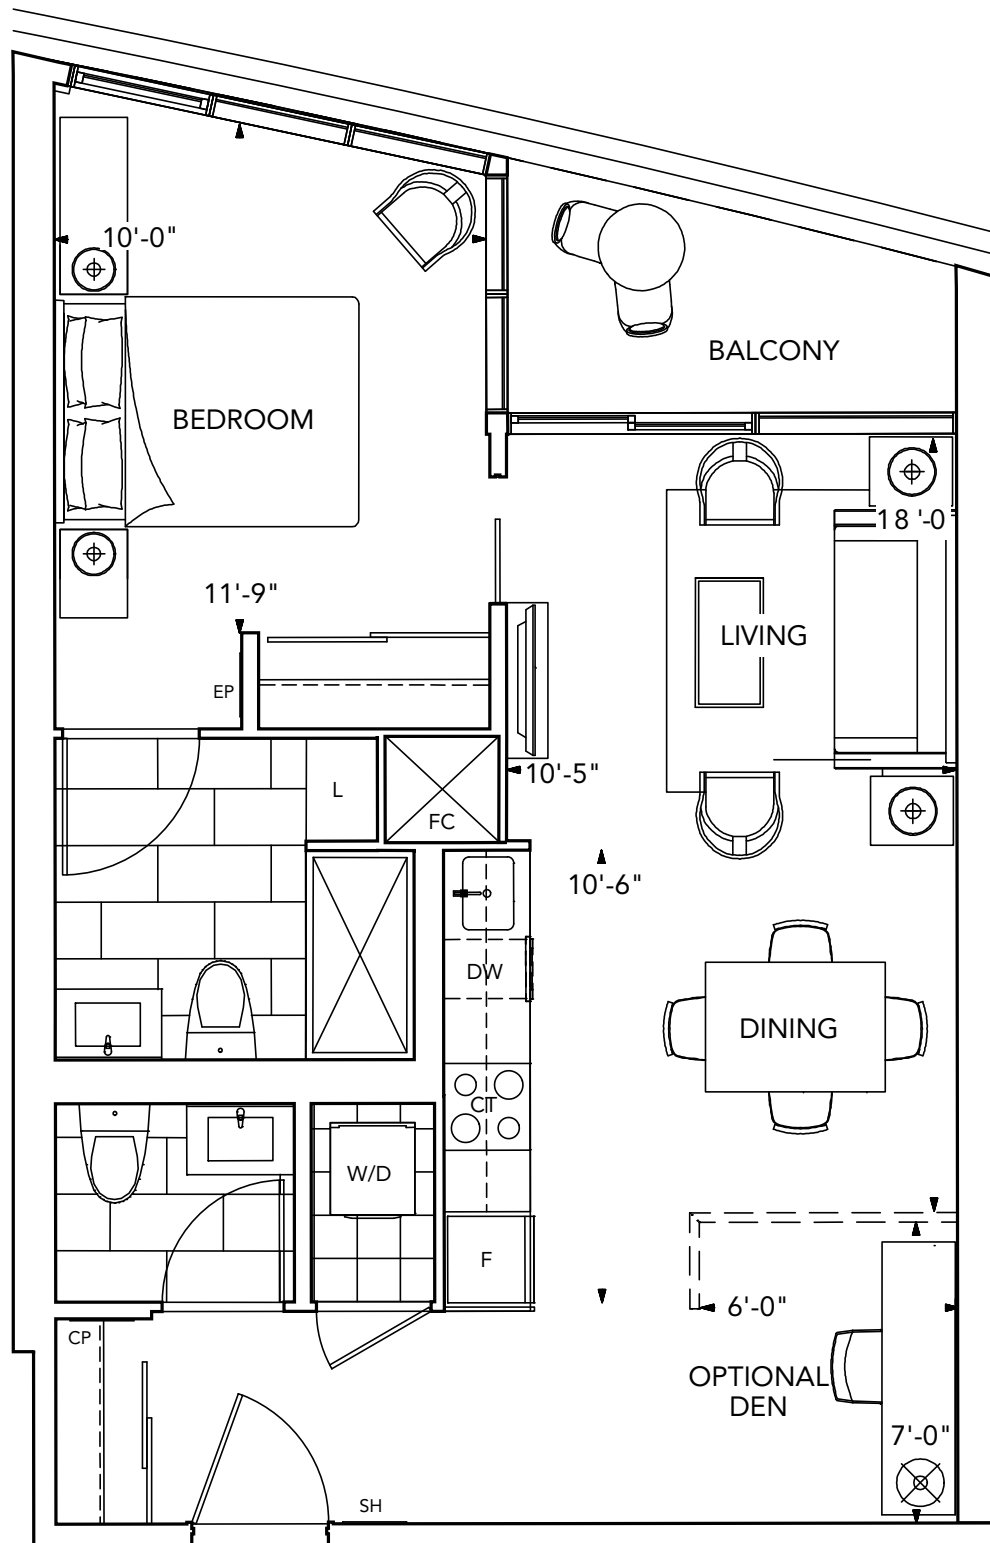 10'-0"
BALCONY
BEDROOM
18'-0
11'-9"
LIVING
EP
10'-5"
L
FC
10'-6"
DW
DINING
CT
W/D
F
6'-0"
CP
OPTIONAL
DEN
7'-0"
SH